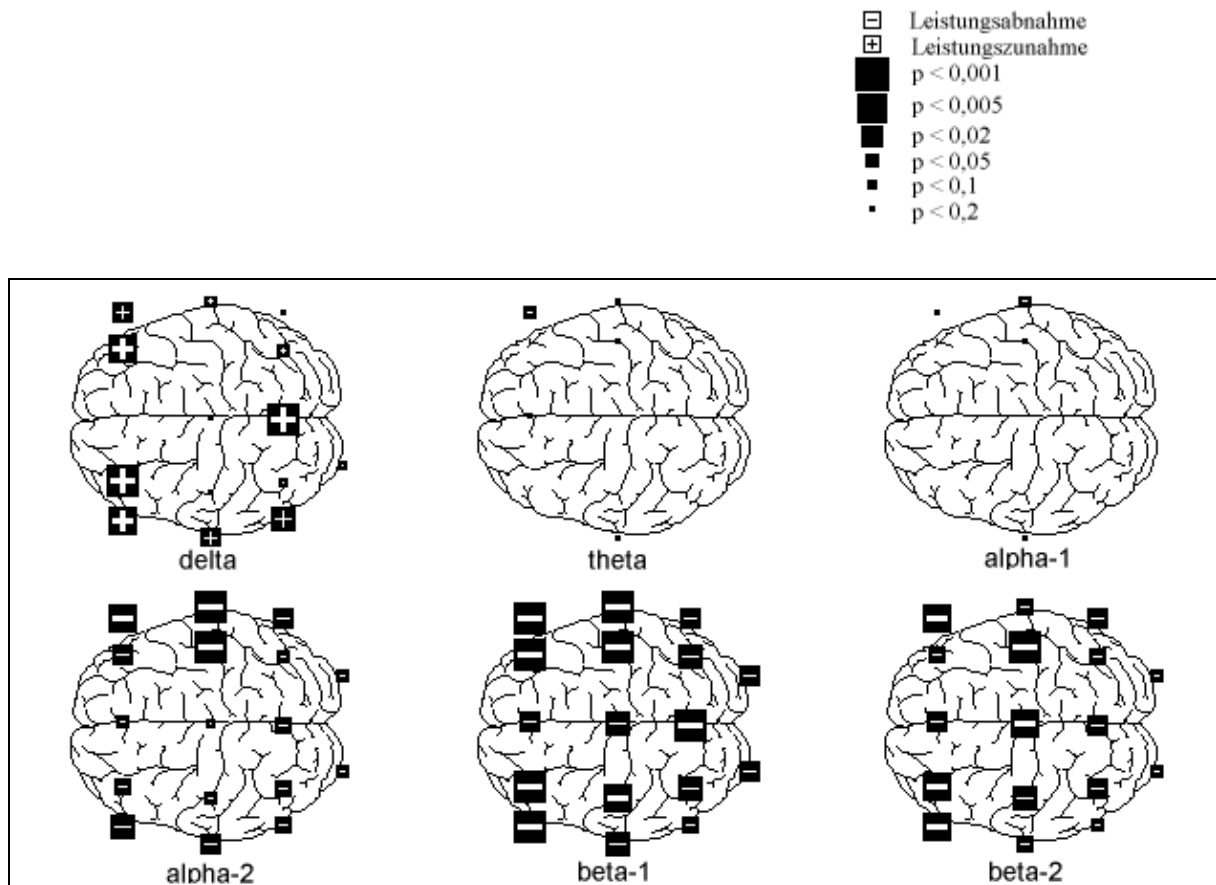 Leistungsabnahme
Leistungszunahme
p < 0,001
p < 0,005
p < 0,02
p < 0,05
p < 0,1
p < 0,2
delta theta alpha-1
alpha-2 beta-1 beta-2